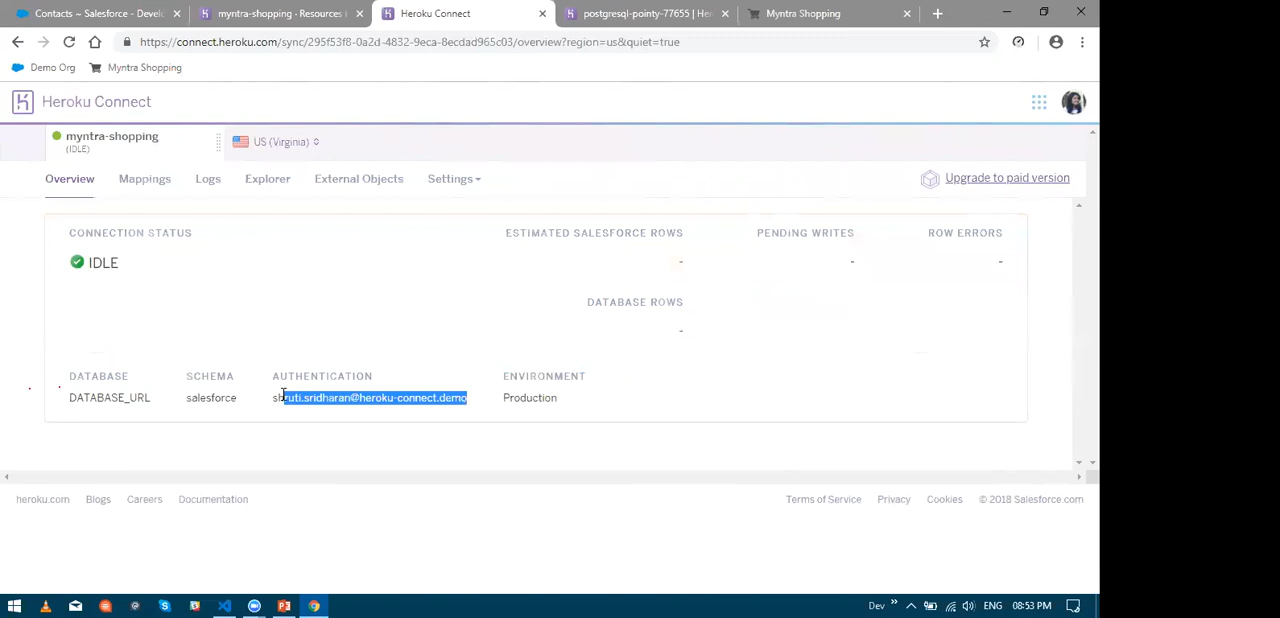 Contacts ~ Salesforce - Develo
myntra-shopping · Resources |
Heroku Connect
postgresql-pointy-77655 | Her
Myntra Shopping
https://connect.heroku.com/sync/295f53f8-0a2d-4832-9eca-8ecdad965c03/overview?region=us&quiet=true
Demo Org
Myntra Shopping
Heroku Connect
myntra-shopping
(IDLE)
US (Virginia)
Overview
Mappings
Logs
Explorer
External Objects
Settings
Upgrade to paid version
CONNECTION STATUS
ESTIMATED SALESFORCE ROWS
PENDING WRITES
ROW ERRORS
IDLE
-
-
-
DATABASE ROWS
-
DATABASE
SCHEMA
AUTHENTICATION
ENVIRONMENT
DATABASE_URL
salesforce
shruti.sridharan@heroku-connect.demo
Production
heroku.com
Blogs
Careers
Documentation
Terms of Service
Privacy
Cookies
© 2018 Salesforce.com
Dev
ENG
08:53 PM